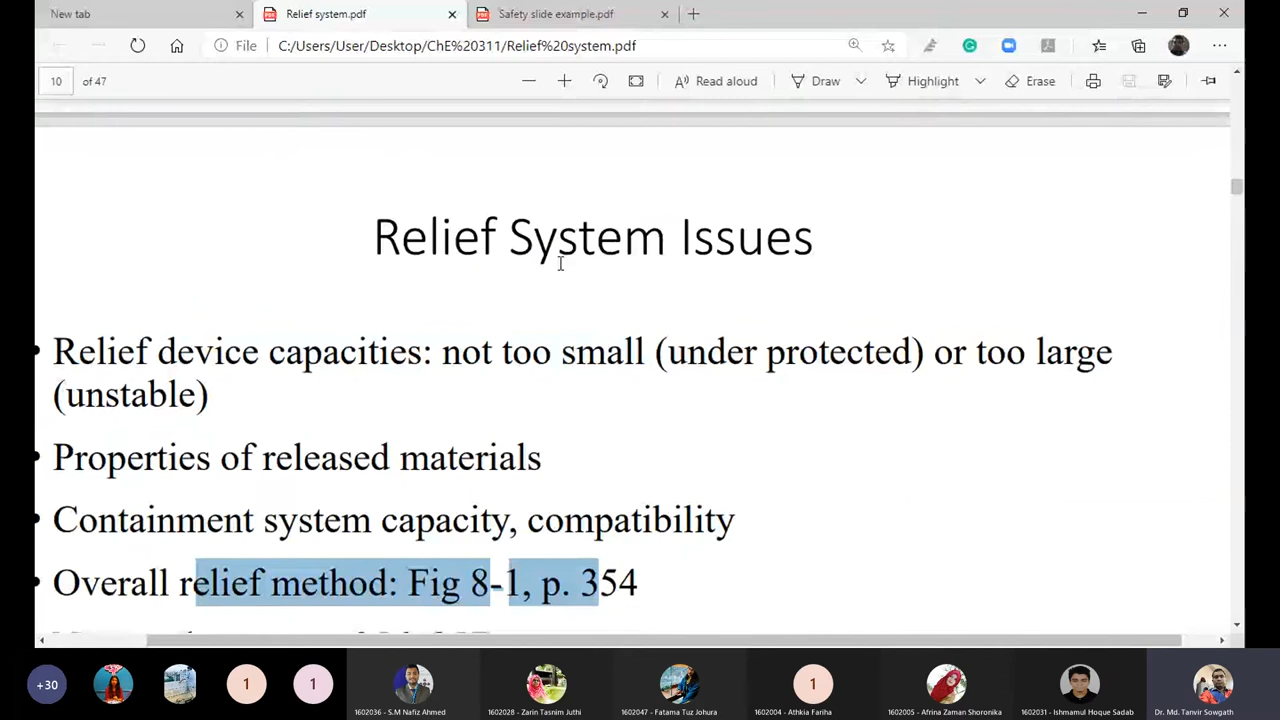 New tab
Relief system.pdf
Safety slide example.pdf
File
C:/Users/User/Desktop/ChE%20311/Relief%20system.pdf
10 of 47
Read aloud
Draw
Highlight
Erase
Relief System Issues
• Relief device capacities: not too small (under protected) or too large
(unstable)
• Properties of released materials
• Containment system capacity, compatibility
• Overall relief method: Fig 8-1, p. 354
+30
1
1
1602036 - S.M Nafiz Ahmed
1602028 - Zarin Tasnim Juthi
1602047 - Fatama Tuz Johura
1
1602004 - Athkia Fariha
1602005 - Afrina Zaman Shoronika
1602031 - Ishmamul Hoque Sadab
Dr. Md. Tanvir Sowgath